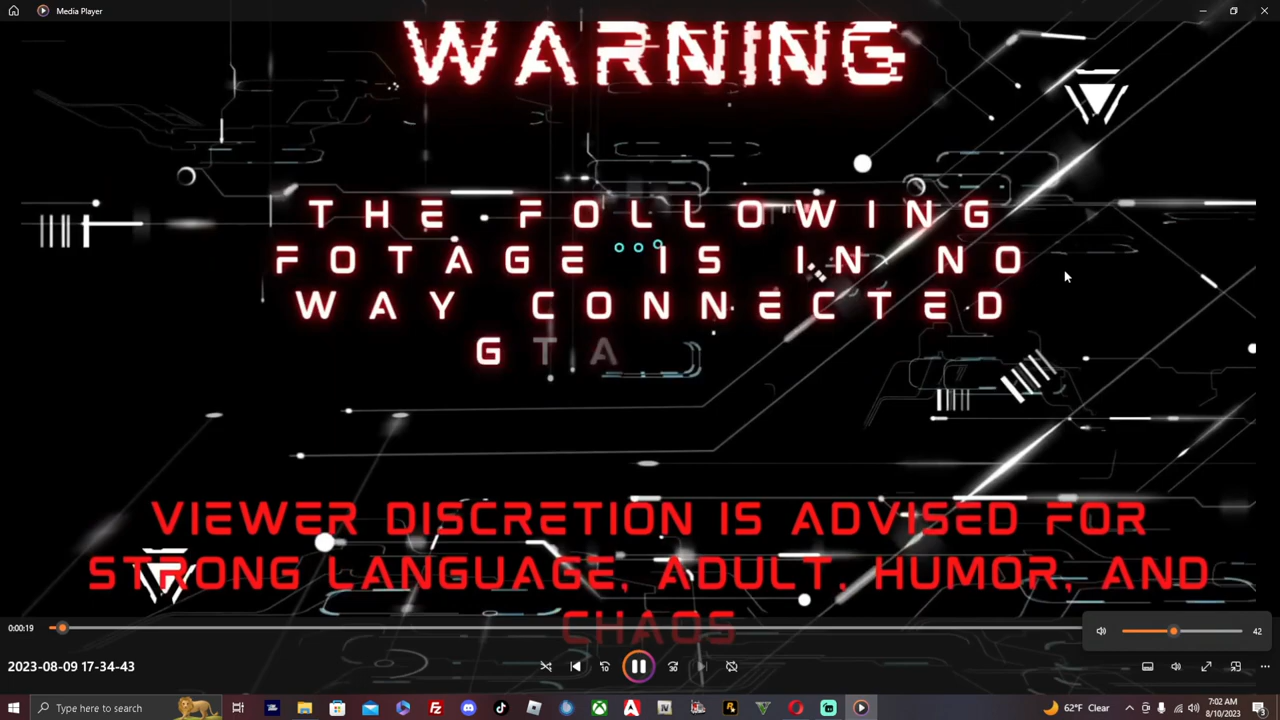 Media Player
WARNING
THE FOLLOWING
FOTAGE IS IN NO
WAY CONNECTED
GTA
VIEWER DISCRETION IS ADVISED FOR
STRONG LANGUAGE, ADULT, HUMOR, AND
CHAOS
0:00:19
42
2023-08-09 17-34-43
10
30
Type here to search
62°F Clear
7:02 AM
8/10/2023